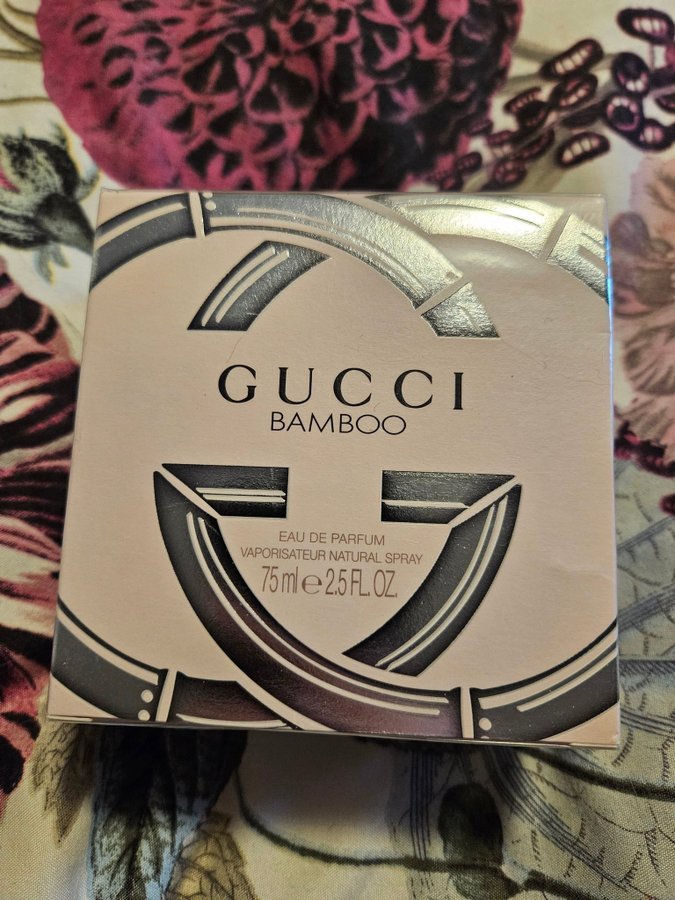 GUCCI
BAMBOO
EAU DE PARFUM
VAPORISATEUR NATURAL SPRAY
75 ml e 2.5 FL. OZ.